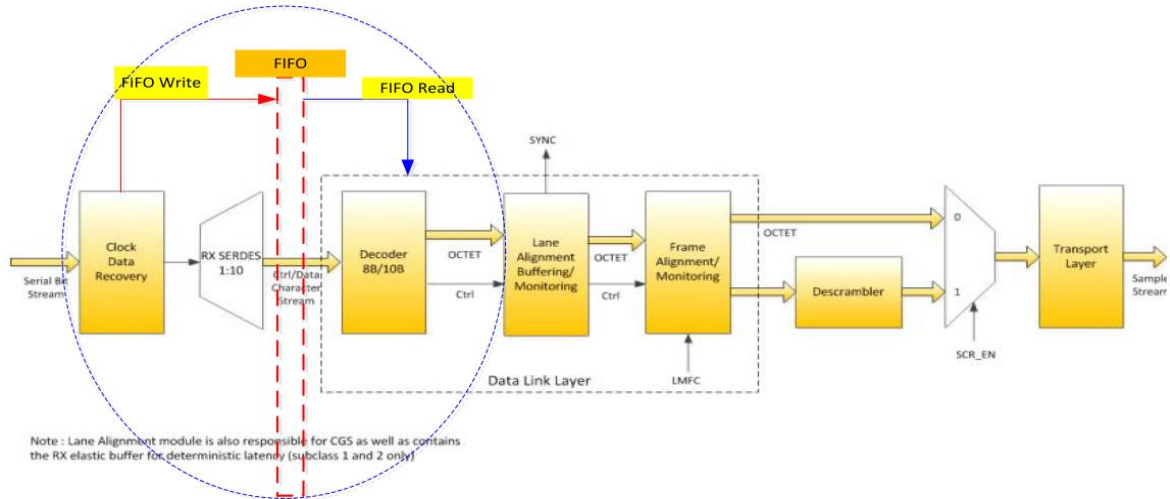 FIFO
FIFO Write
FIFO Read
SYNC
Clock
Data
Recovery
RX SERDES
1:10
Decoder
8B/10B
OCTET
Ctrl
Lane
Alignment
Buffering/
Monitoring
OCTET
Ctrl
Frame
Alignment/
Monitoring
OCTET
0
1
Descrambler
Transport
Layer
Serial Bit
Stream
Ctrl/Data
Character
Stream
Sample
Stream
SCR_EN
Data Link Layer
LMFC
Note : Lane Alignment module is also responsible for CGS as well as contains
the RX elastic buffer for deterministic latency (subclass 1 and 2 only)